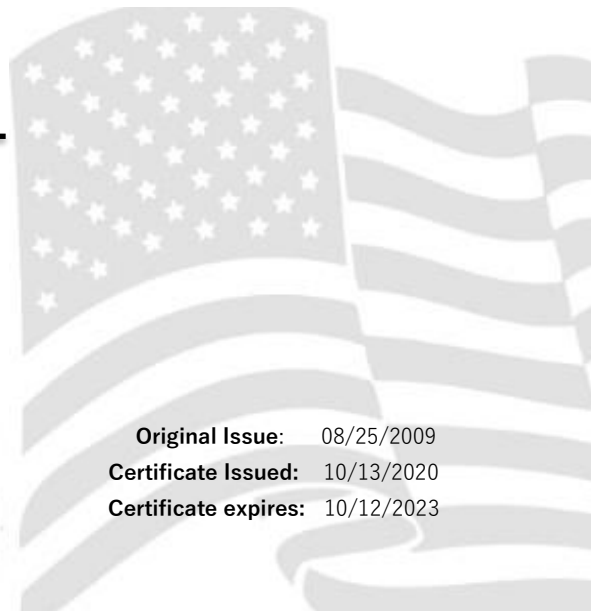 Original Issue: 08/25/2009
Certificate Issued: 10/13/2020
Certificate expires: 10/12/2023